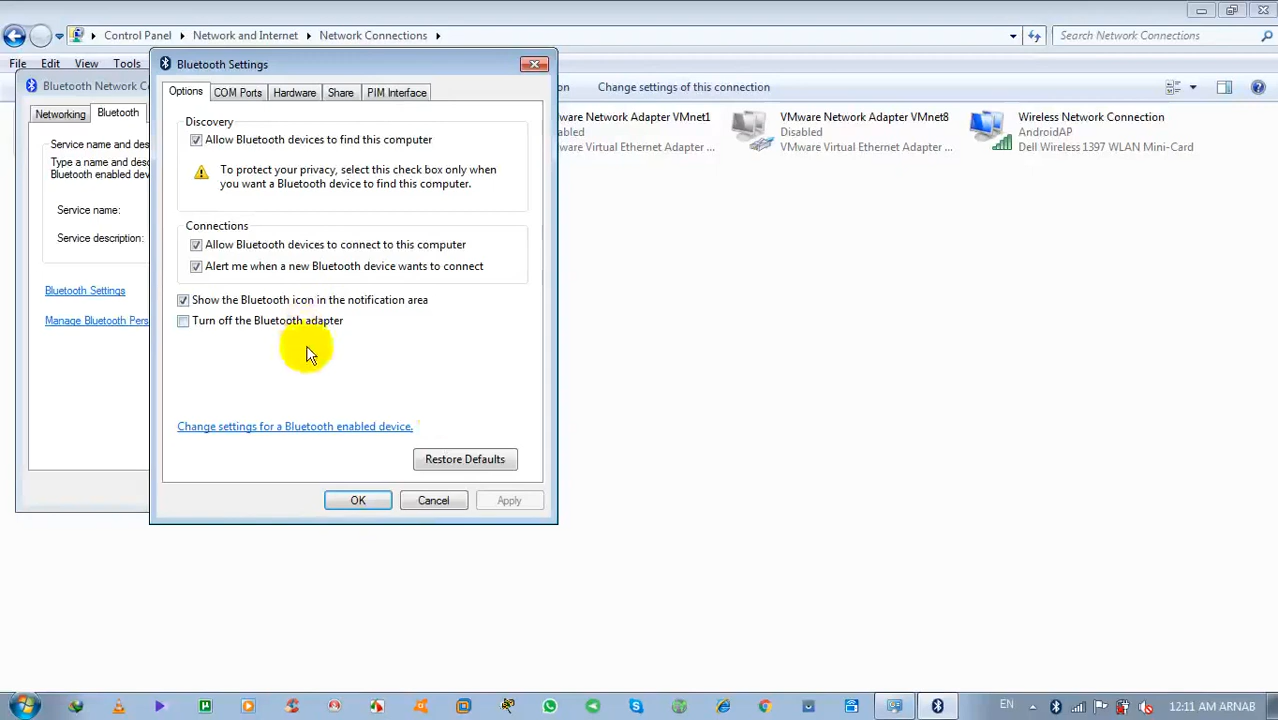 Control Panel
Network and Internet
Network Connections
Search Network Connections
File
Edit
View
Tools
Bluetooth Settings
Bluetooth Network
Options
COM Ports
Hardware
Share
PIM Interface
Change settings of this connection
Networking
Bluetooth
Discovery
Allow Bluetooth devices to find this computer
To protect your privacy, select this check box only when
you want a Bluetooth device to find this computer.
Connections
Allow Bluetooth devices to connect to this computer
Alert me when a new Bluetooth device wants to connect
Show the Bluetooth icon in the notification area
Turn off the Bluetooth adapter
Change settings for a Bluetooth enabled device.
Restore Defaults
OK
Cancel
Apply
Service name and
Type a name and
Bluetooth enabled
Service name:
Service description:
Bluetooth Settings
Manage Bluetooth
Network Adapter VMnet1
Virtual Ethernet Adapter ...
VMware Network Adapter VMnet8
Disabled
VMware Virtual Ethernet Adapter ...
Wireless Network Connection
AndroidAP
Dell Wireless 1397 WLAN Mini-Card
EN
12:11 AM ARNAB